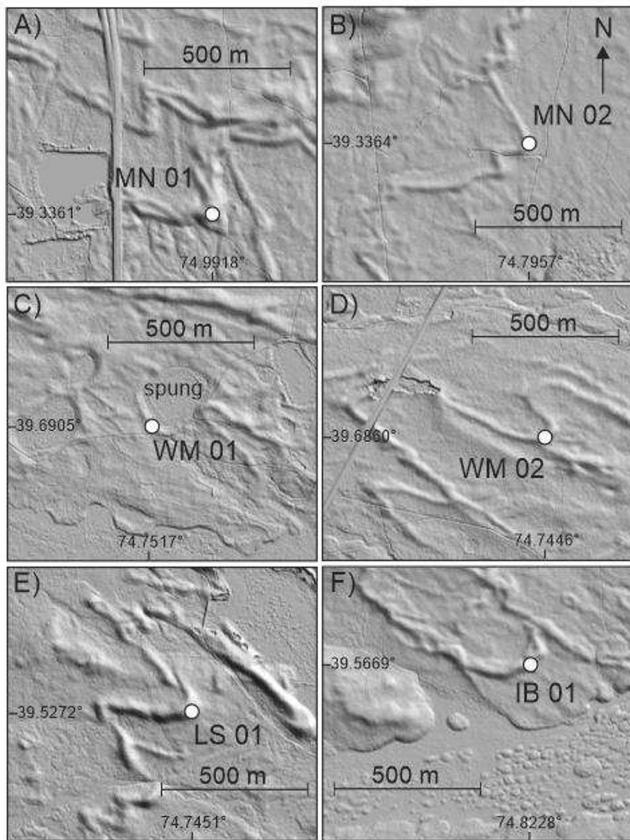 A)
500 m
MN 01
39.3361°
74.9918°
B)
N
MN 02
39.3364°
500 m
74.7957°
C)
500 m
spung
39.6905°
WM 01
74.7517°
D)
500 m
39.6860°
WM 02
74.7446°
E)
39.5272°
LS 01
500 m
74.7451°
F)
39.5669°
IB 01
500 m
74.8228°